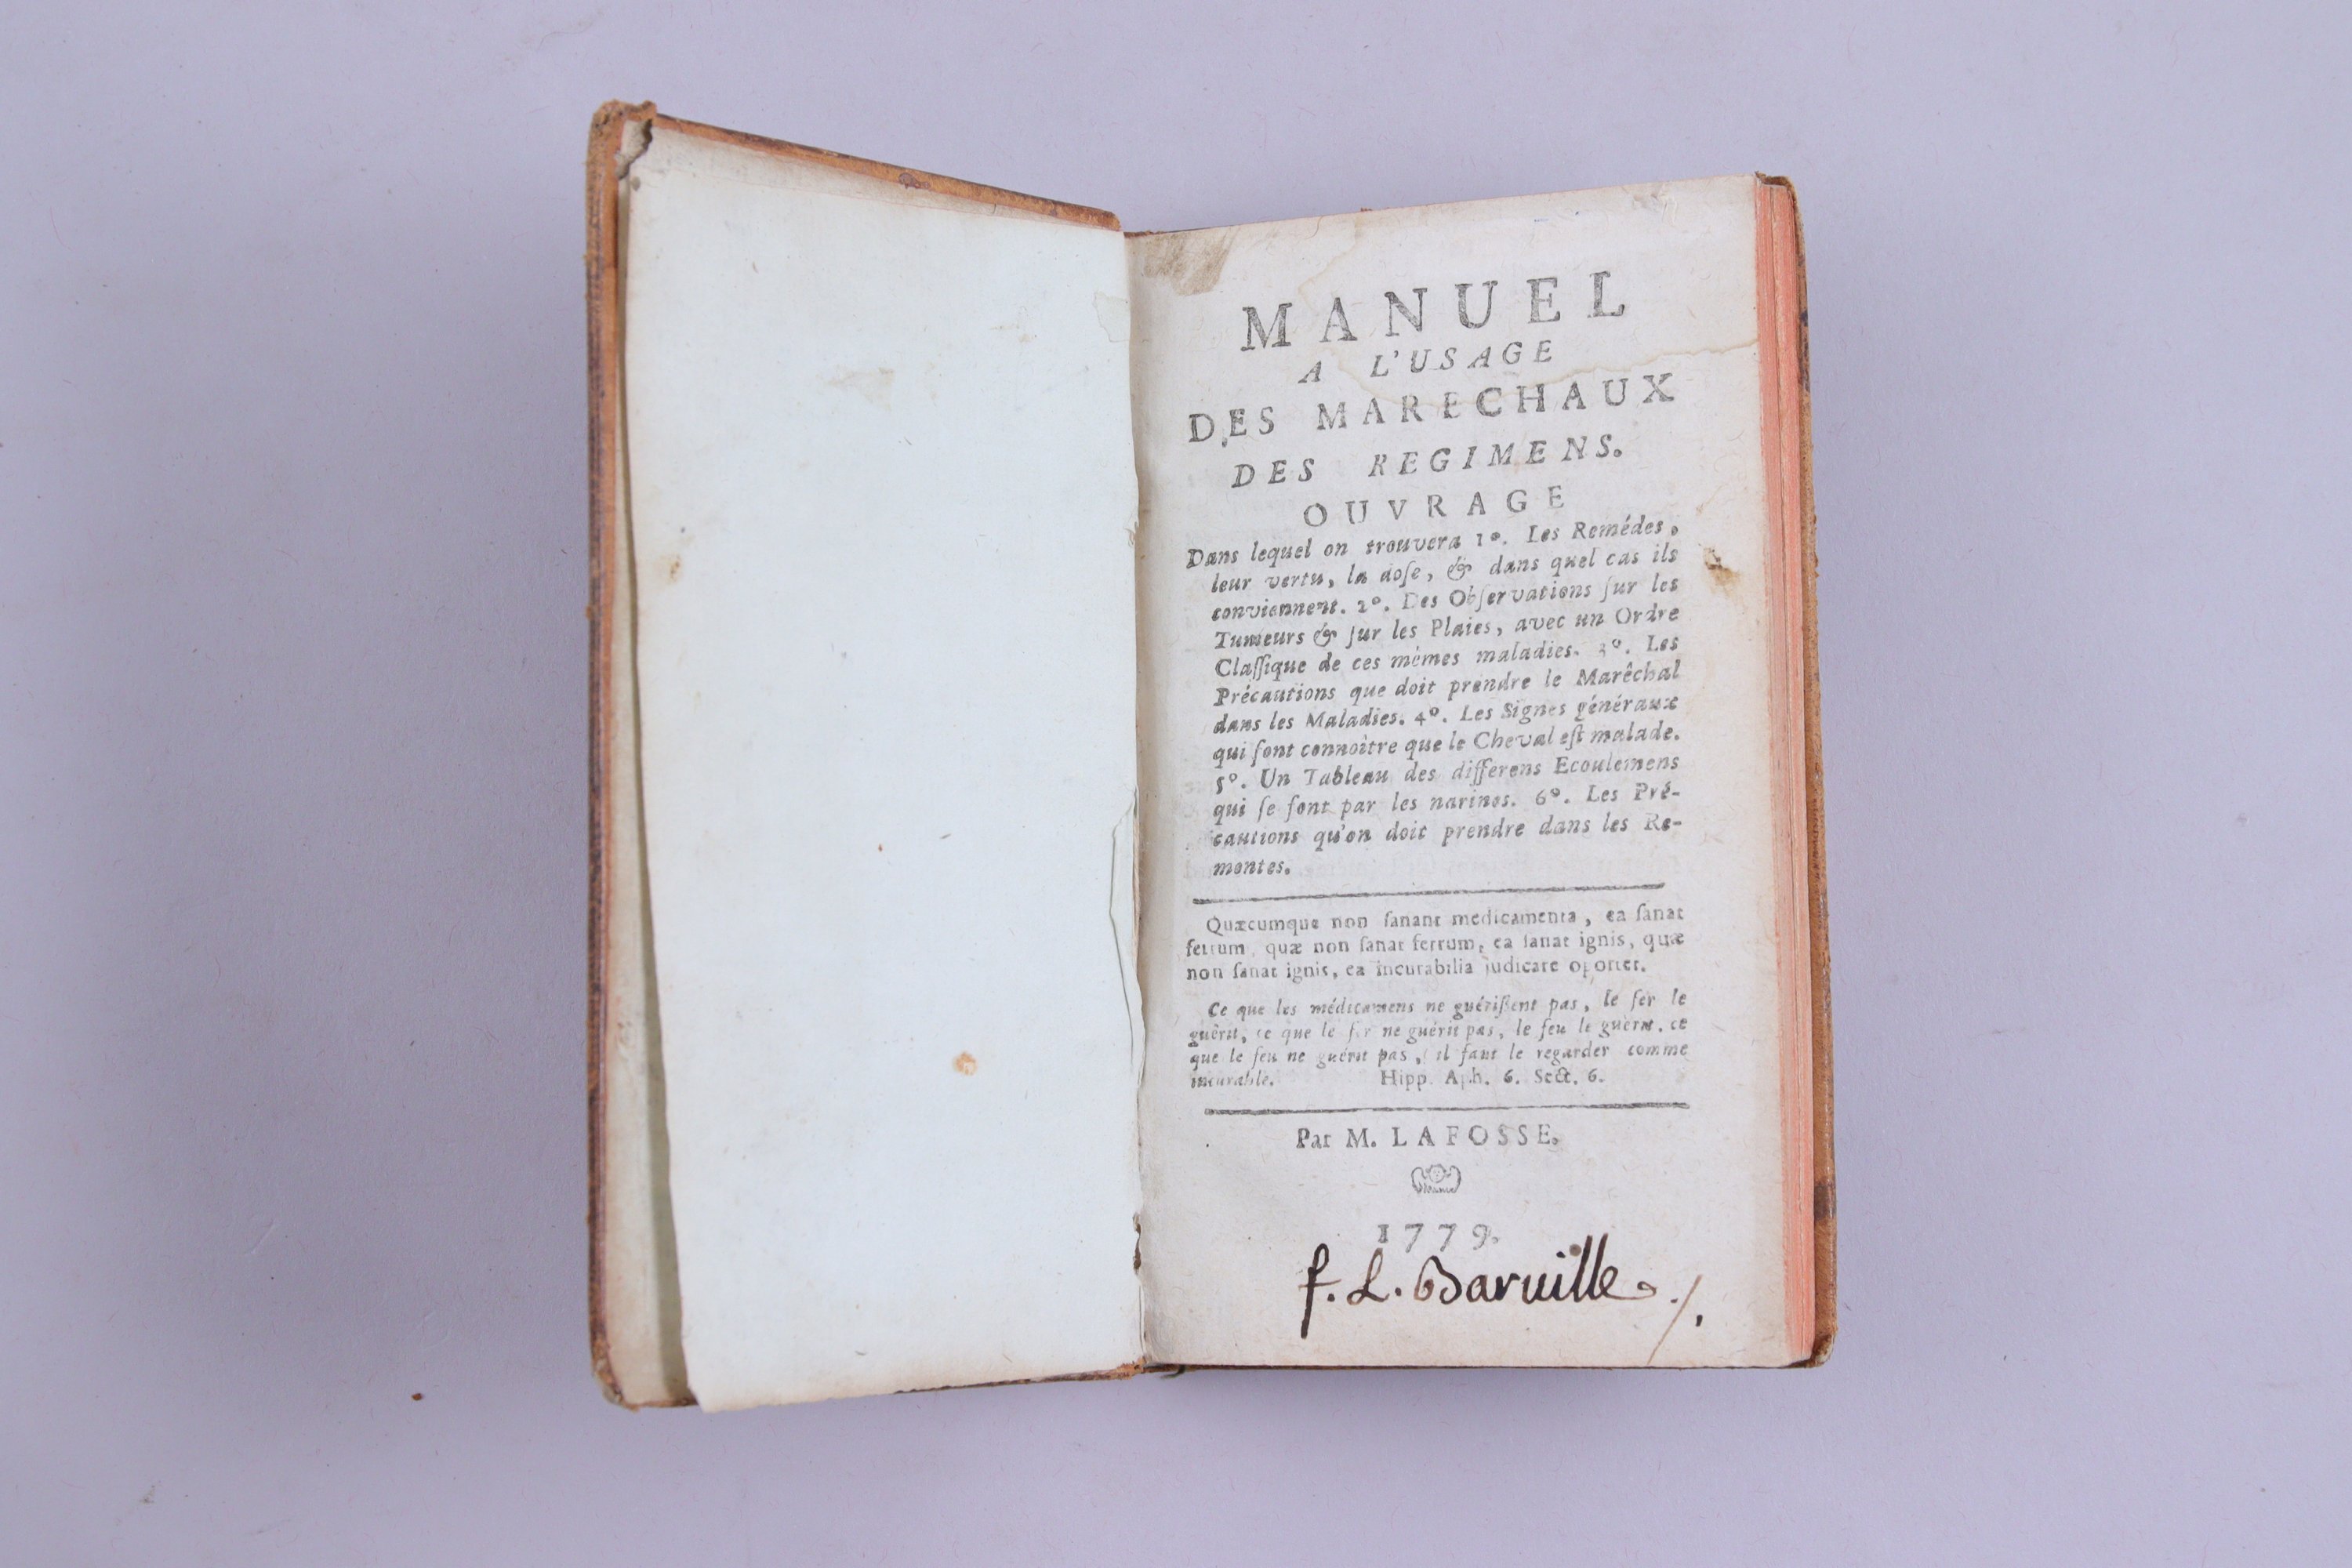 MANUEL
A L'USAGE
DES MARECHAUX
DES REGIMENS.
OUVRAGE
Dans lequel on trouvera 1°. Les Remédes,
leur vertu, la doſe, & dans quel cas ils
conviennent. 2°. Des Obſervations ſur les
Tumeurs & ſur les Plaies, avec un Ordre
Claſſique de ces mêmes maladies. 3°. Les
Précautions que doit prendre le Marêchal
dans les Maladies. 4°. Les Signes généraux
qui font connoître que le Cheval eſt malade.
5°. Un Tableau des differens Ecoulemens
qui ſe font par les narines. 6°. Les Pré-
cautions qu'on doit prendre dans les Re-
montes.
Quæcumque non ſanant medicamenta, ea ſanat
ferrum, quæ non ſanat ferrum, ea ſanat ignis, quæ
non ſanat ignis, ea incurabilia judicare oportet.
Ce que les médicamens ne guériſſent pas, le fer le
guérit, ce que le fer ne guérit pas, le feu le guérit, ce
que le feu ne guérit pas, il faut le regarder comme
incurable. Hipp. Aph. 6. Sect. 6.
Par M. LAFOSSE.
1779.
f. L. Baruille ./.